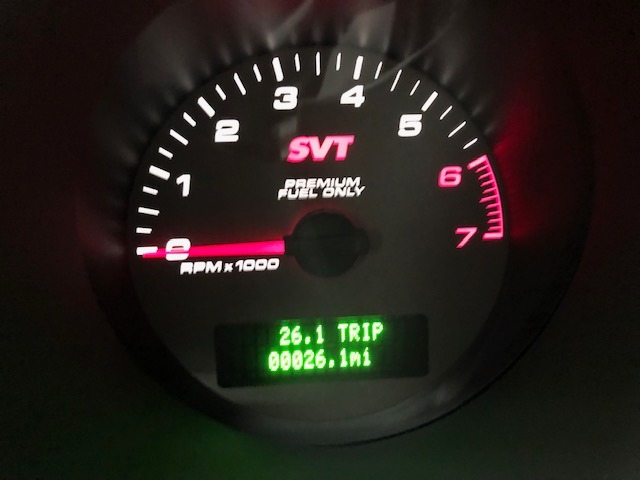 0
1
2
3
4
5
6
7
SVT
PREMIUM
FUEL ONLY
RPM x 1000
26.1 TRIP
00026.1mi